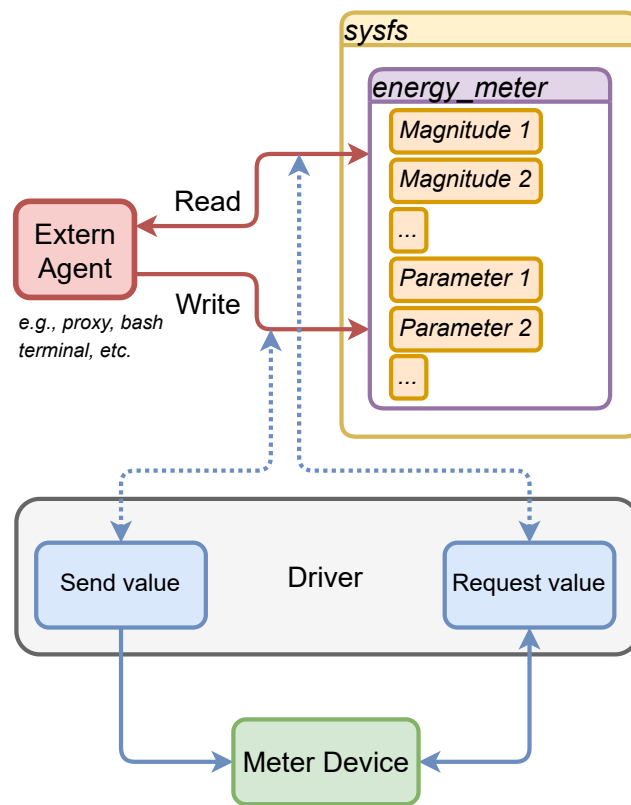 sysfs
energy_meter
Magnitude 1
Magnitude 2
...
Parameter 1
Parameter 2
...
Read
Extern
Agent
Write
e.g., proxy, bash
terminal, etc.
Send value
Driver
Request value
Meter Device